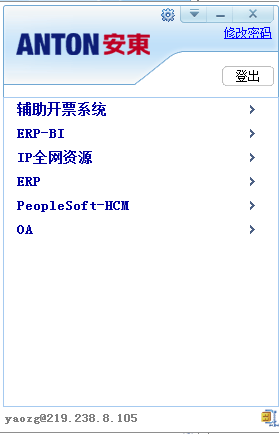 修改密码
ANTON安東
登出
辅助开票系统
ERP-BI
IP全网资源
ERP
PeopleSoft-HCM
OA
yaozg@219.238.8.105